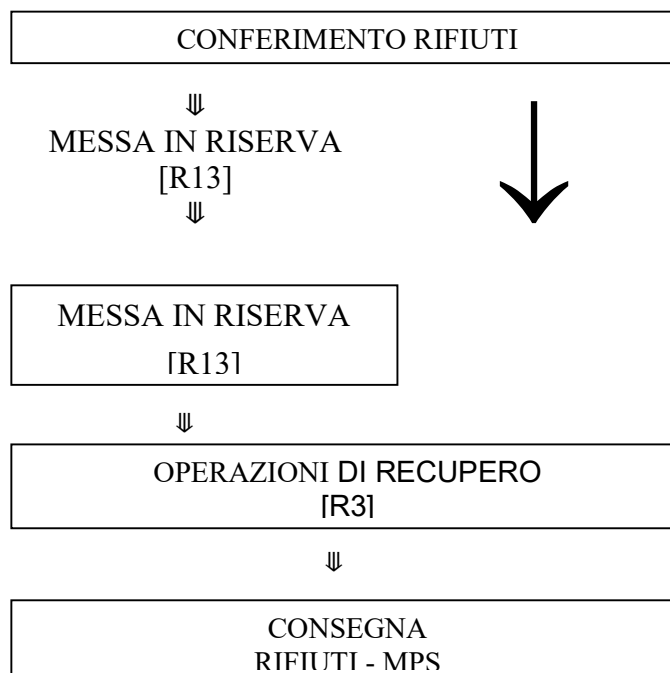 CONFERIMENTO RIFIUTI
⤋
MESSA IN RISERVA
[R13]
⤋
MESSA IN RISERVA
[R13]
⤋
OPERAZIONI DI RECUPERO
[R3]
⤋
CONSEGNA
RIFIUTI - MPS